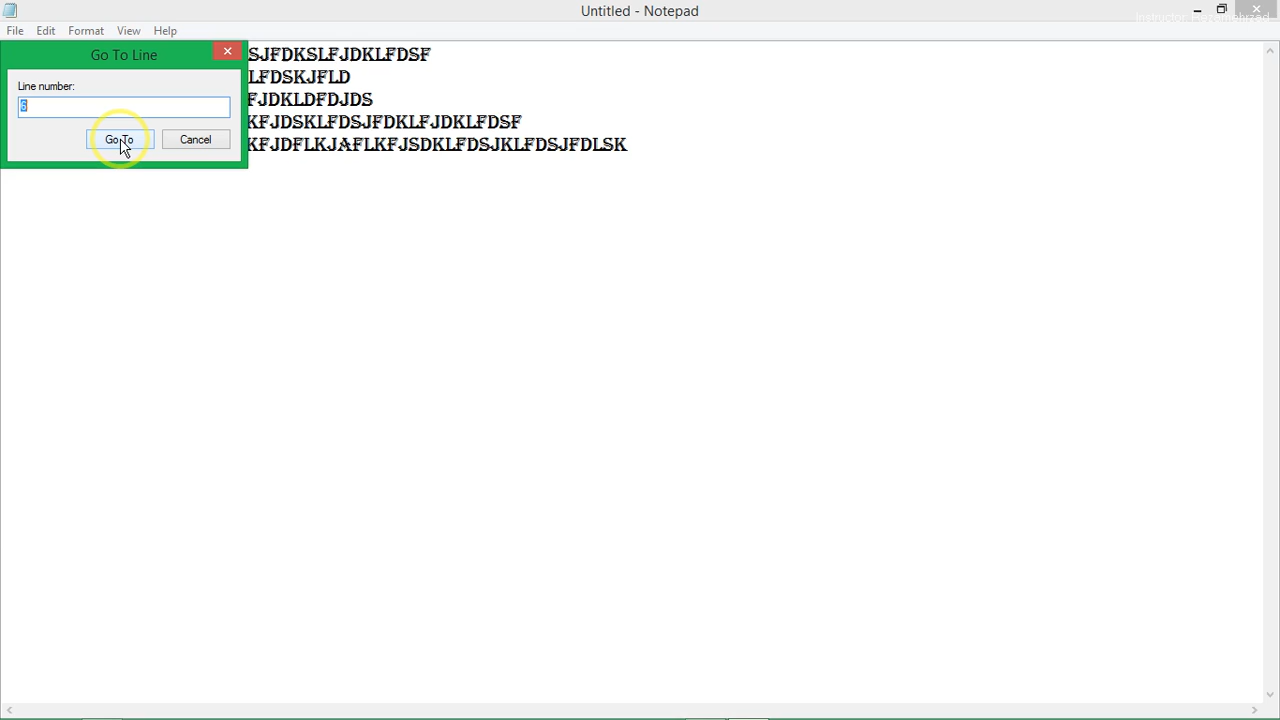 Untitled - Notepad
File Edit Format View Help
Go To Line
Line number:
6
Go To
Cancel
SJFDKSLFJDKLFDSF
LFDSKJFLD
FJDKLDFDJDS
KFJDSKLFDSJFDKLFJDKLFDSF
KFJDFLKJAFLKFJSDKLFDSJKLFDSJFDLSK